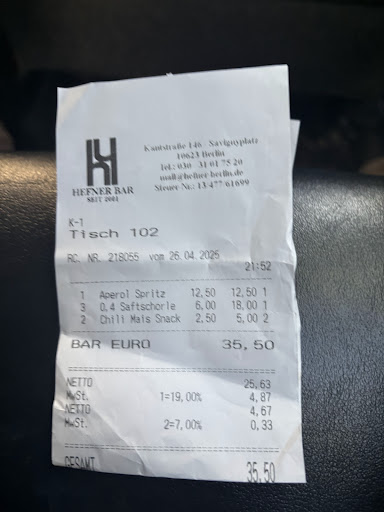 Kantstraße 146 . Savignyplatz
10623 Berlin
tel.: 030 - 31 01 75 20
mail@hefner-berlin.de
Steuer Nr.: 13 477 61699
HEFNER BAR
SEIT 2001
K-1
Tisch 102
RC. NR. 218055 vom 26.04.2025
21:52
1 Aperol Spritz 12,50 12,50 1
3 0,4 Saftschorle 6,00 18,00 1
2 Chili Mais Snack 2,50 5,00 2
BAR EURO 35,50
NETTO 25,63
MwSt. 1=19,00% 4,87
NETTO 4,67
MwSt. 2=7,00% 0,33
GESAMT 35,50